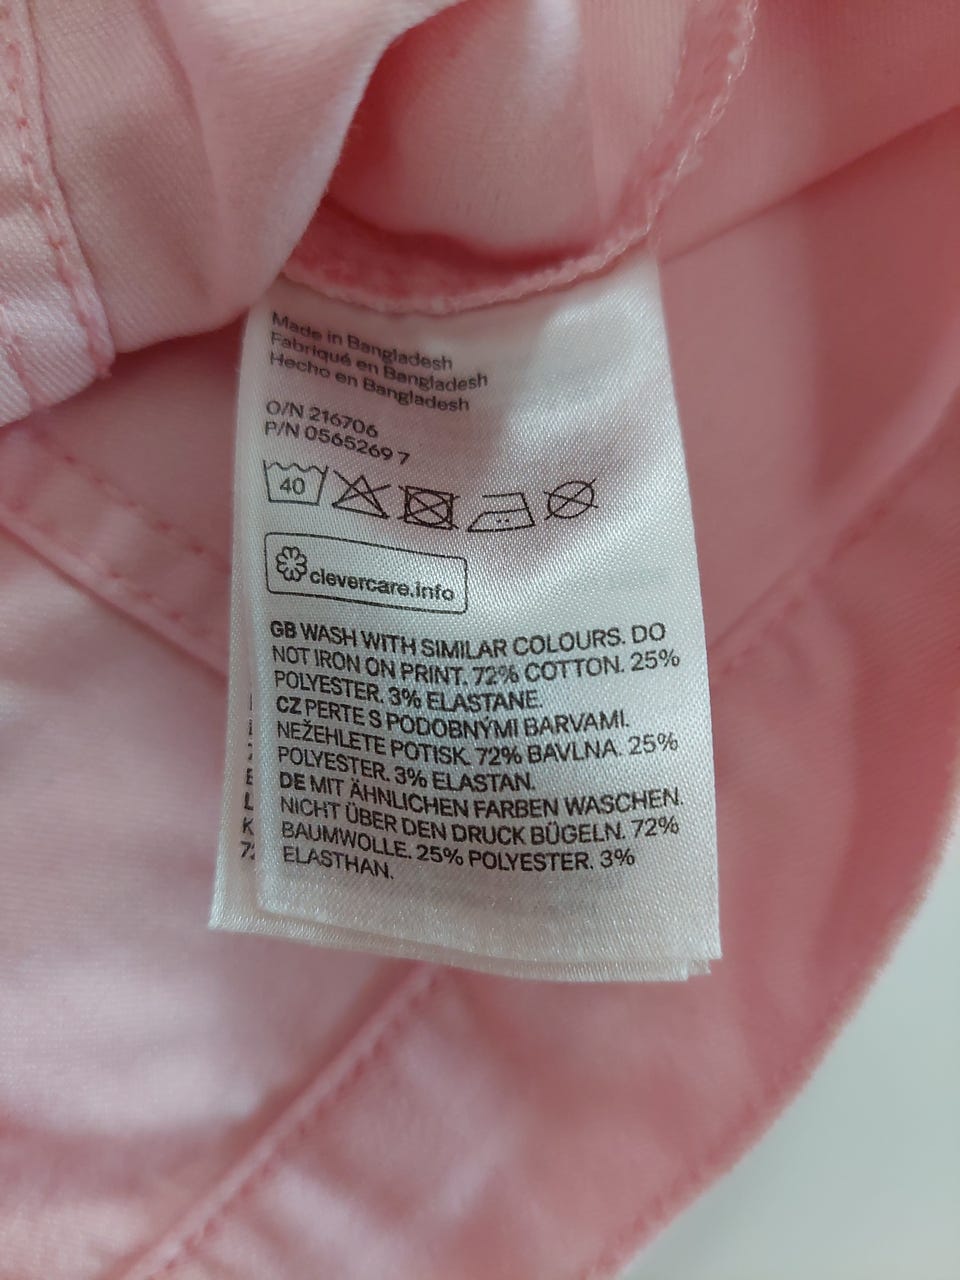 Made in Bangladesh
Fabriqué en Bangladesh
Hecho en Bangladesh
O/N 216706
P/N 0565269 7
40
clevercare.info
GB WASH WITH SIMILAR COLOURS. DO
NOT IRON ON PRINT. 72% COTTON. 25%
POLYESTER. 3% ELASTANE.
CZ PERTE S PODOBNÝMI BARVAMI.
NEŽEHLETE POTISK. 72% BAVLNA. 25%
POLYESTER. 3% ELASTAN.
DE MIT ÄHNLICHEN FARBEN WASCHEN.
NICHT ÜBER DEN DRUCK BÜGELN. 72%
BAUMWOLLE. 25% POLYESTER. 3%
ELASTHAN.